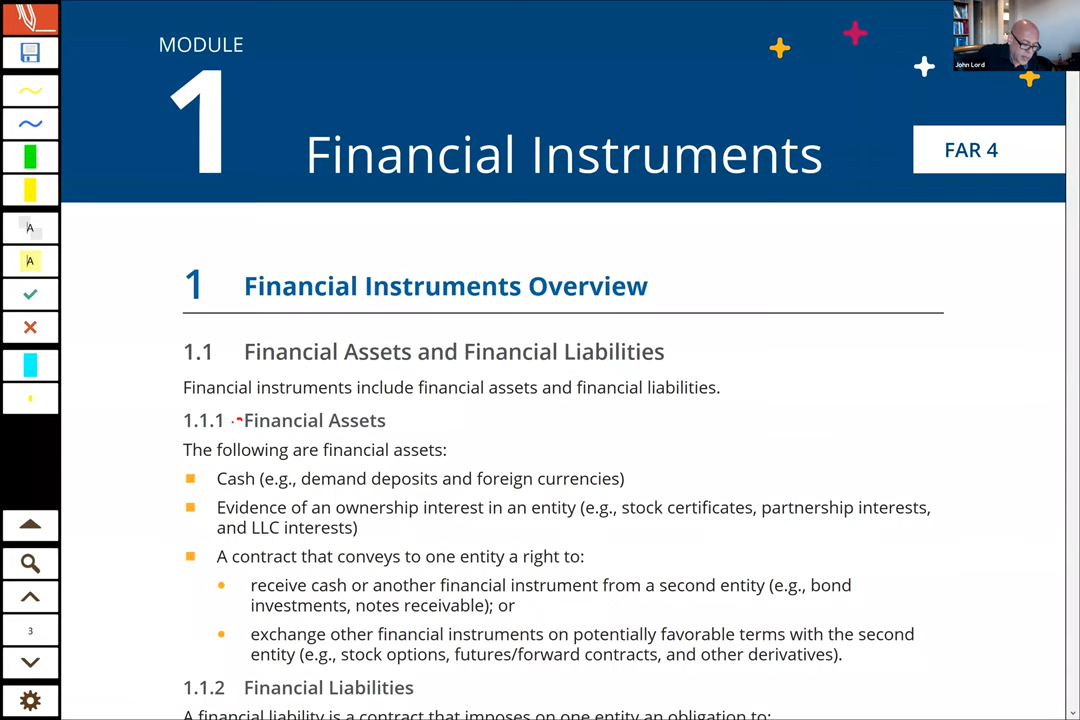 MODULE
1
Financial Instruments
FAR 4
John Lord
1 Financial Instruments Overview
1.1 Financial Assets and Financial Liabilities
Financial instruments include financial assets and financial liabilities.
1.1.1 Financial Assets
The following are financial assets:
Cash (e.g., demand deposits and foreign currencies)
Evidence of an ownership interest in an entity (e.g., stock certificates, partnership interests,
and LLC interests)
A contract that conveys to one entity a right to:
receive cash or another financial instrument from a second entity (e.g., bond
investments, notes receivable); or
exchange other financial instruments on potentially favorable terms with the second
entity (e.g., stock options, futures/forward contracts, and other derivatives).
1.1.2 Financial Liabilities
A financial liability is a contract that imposes on one entity an obligation to:
A
A
3